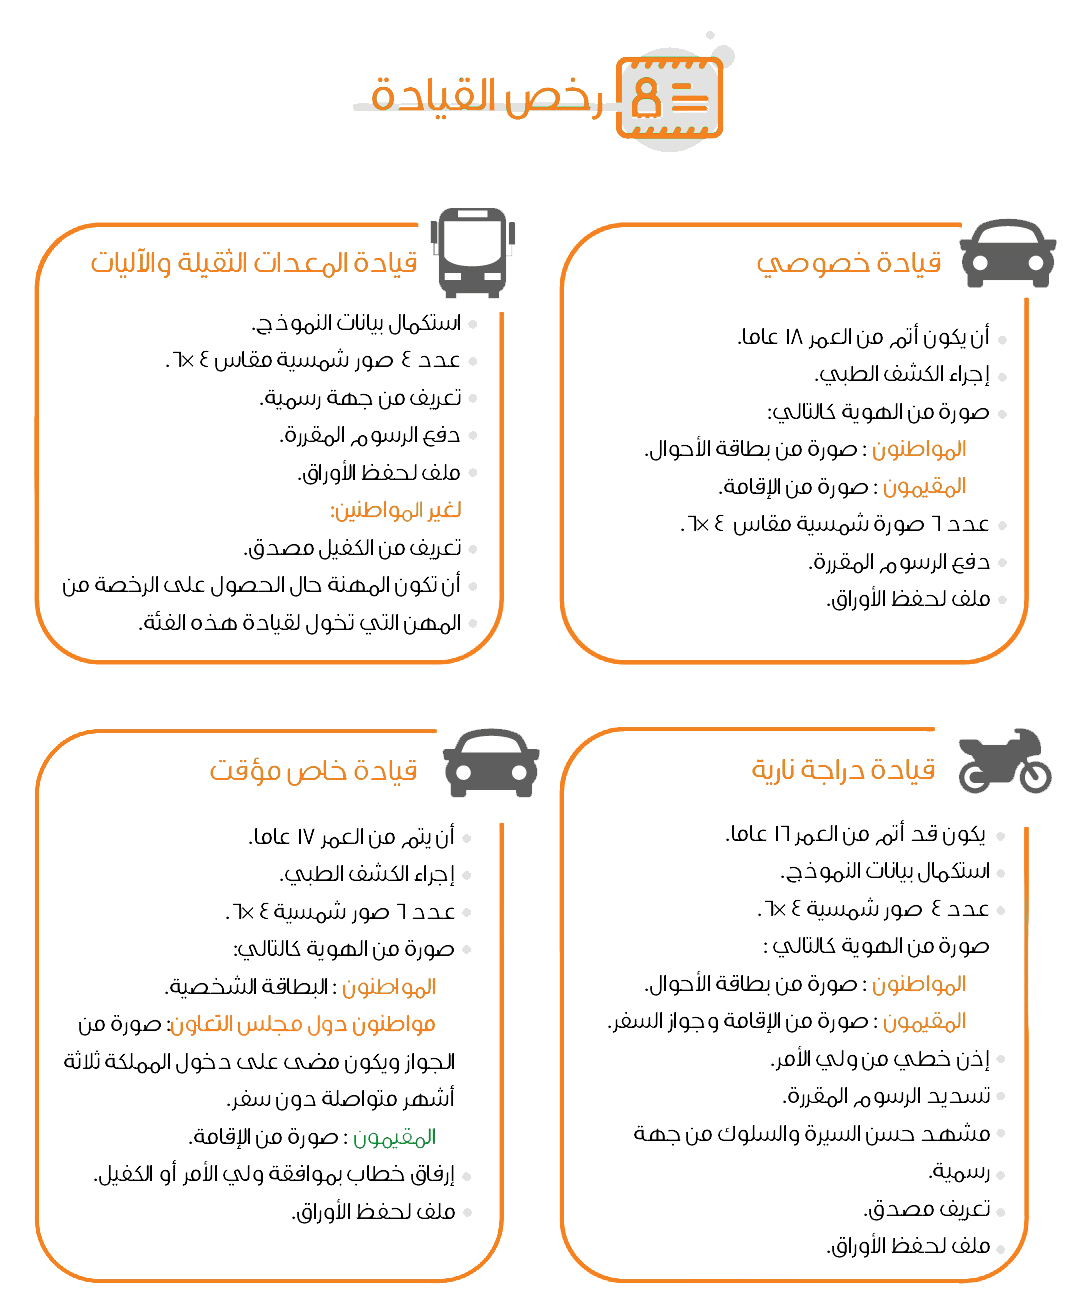 رخص القيادة
قيادة خصوصي
أن يكون أتم من العمر ١٨ عاما.
إجراء الكشف الطبي.
صورة من الهوية كالتالي:
المواطنون : صورة من بطاقة الأحوال.
المقيمون : صورة من الإقامة.
عدد ٦ صورة شمسية مقاس ٤ ×٦.
دفع الرسوم المقررة.
ملف لحفظ الأوراق.
قيادة المعدات الثقيلة والآليات
استكمال بيانات النموذج.
عدد ٤ صور شمسية مقاس ٤ ×٦.
تعريف من جهة رسمية.
دفع الرسوم المقررة.
ملف لحفظ الأوراق.
لغير المواطنين:
تعريف من الكفيل مصدق.
أن تكون المهنة حال الحصول على الرخصة من
المهن التي تخول لقيادة هذه الفئة.
قيادة دراجة نارية
يكون قد أتم من العمر ١٦ عاما.
استكمال بيانات النموذج.
عدد ٤ صور شمسية ٤ ×٦.
صورة من الهوية كالتالي :
المواطنون : صورة من بطاقة الأحوال.
المقيمون : صورة من الإقامة وجواز السفر.
إذن خطي من ولي الأمر.
تسديد الرسوم المقررة.
مشهد حسن السيرة والسلوك من جهة
رسمية.
تعريف مصدق.
ملف لحفظ الأوراق.
قيادة خاص مؤقت
أن يتم من العمر ١٧ عاما.
إجراء الكشف الطبي.
عدد ٦ صور شمسية ٤ ×٦.
صورة من الهوية كالتالي:
المواطنون : البطاقة الشخصية.
مواطنون دول مجلس التعاون: صورة من
الجواز ويكون مضى على دخول المملكة ثلاثة
أشهر متواصلة دون سفر.
المقيمون : صورة من الإقامة.
إرفاق خطاب بموافقة ولي الأمر أو الكفيل.
ملف لحفظ الأوراق.